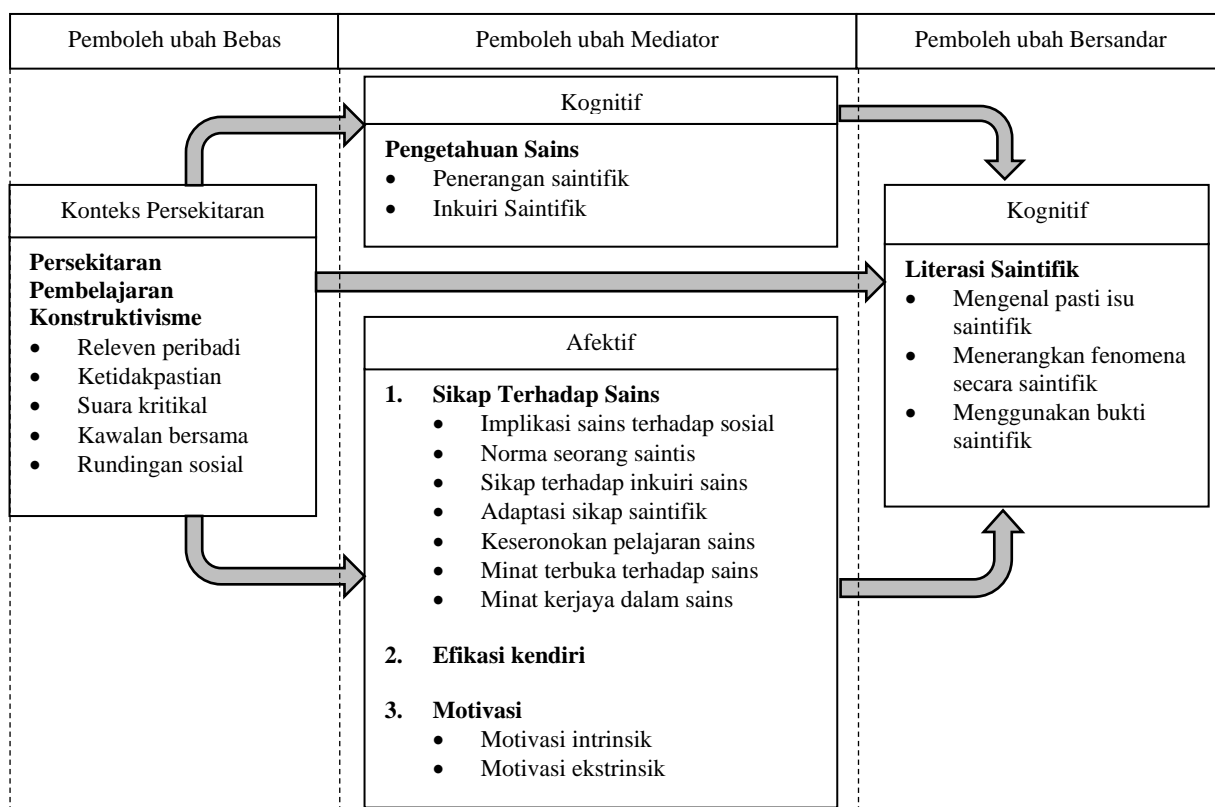 Pemboleh ubah Bebas
Pemboleh ubah Mediator
Pemboleh ubah Bersandar
Konteks Persekitaran
Persekitaran
Pembelajaran
Konstruktivisme
• Releven peribadi
• Ketidakpastian
• Suara kritikal
• Kawalan bersama
• Rundingan sosial
Kognitif
Pengetahuan Sains
• Penerangan saintifik
• Inkuiri Saintifik
Afektif
1. Sikap Terhadap Sains
• Implikasi sains terhadap sosial
• Norma seorang saintis
• Sikap terhadap inkuiri sains
• Adaptasi sikap saintifik
• Keseronokan pelajaran sains
• Minat terbuka terhadap sains
• Minat kerjaya dalam sains
2. Efikasi kendiri
3. Motivasi
• Motivasi intrinsik
• Motivasi ekstrinsik
Kognitif
Literasi Saintifik
• Mengenal pasti isu
saintifik
• Menerangkan fenomena
secara saintifik
• Menggunakan bukti
saintifik